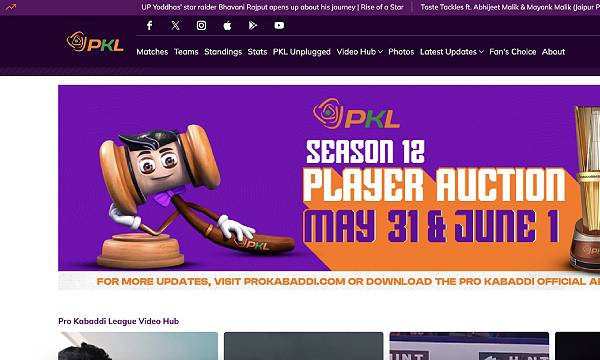 UP Yoddhas' star raider Bhavani Rajput opens up about his journey | Rise of a Star
Taste Tackles ft. Abhijeet Malik & Mayank Malik (Jaipur P
PKL
Matches Teams Standings Stats PKL Unplugged Video Hub Photos Latest Updates Fan's Choice About
PKL
SEASON 12
PLAYER AUCTION
MAY 31 & JUNE 1
PKL
FOR MORE UPDATES, VISIT PROKABADDI.COM OR DOWNLOAD THE PRO KABADDI OFFICIAL AP
Pro Kabaddi League Video Hub